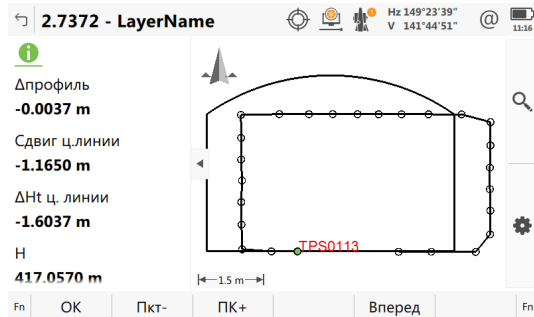 2.7372 - LayerName
Hz 149°23'39"
V 141°44'51"
@
11:16
Δпрофиль
-0.0037 m
Сдвиг ц.линии
-1.1650 m
ΔHt ц. линии
-1.6037 m
H
417.0570 m
TPS0113
1.5 m
Fn
OK
Пкт-
ПК+
Вперед
Fn